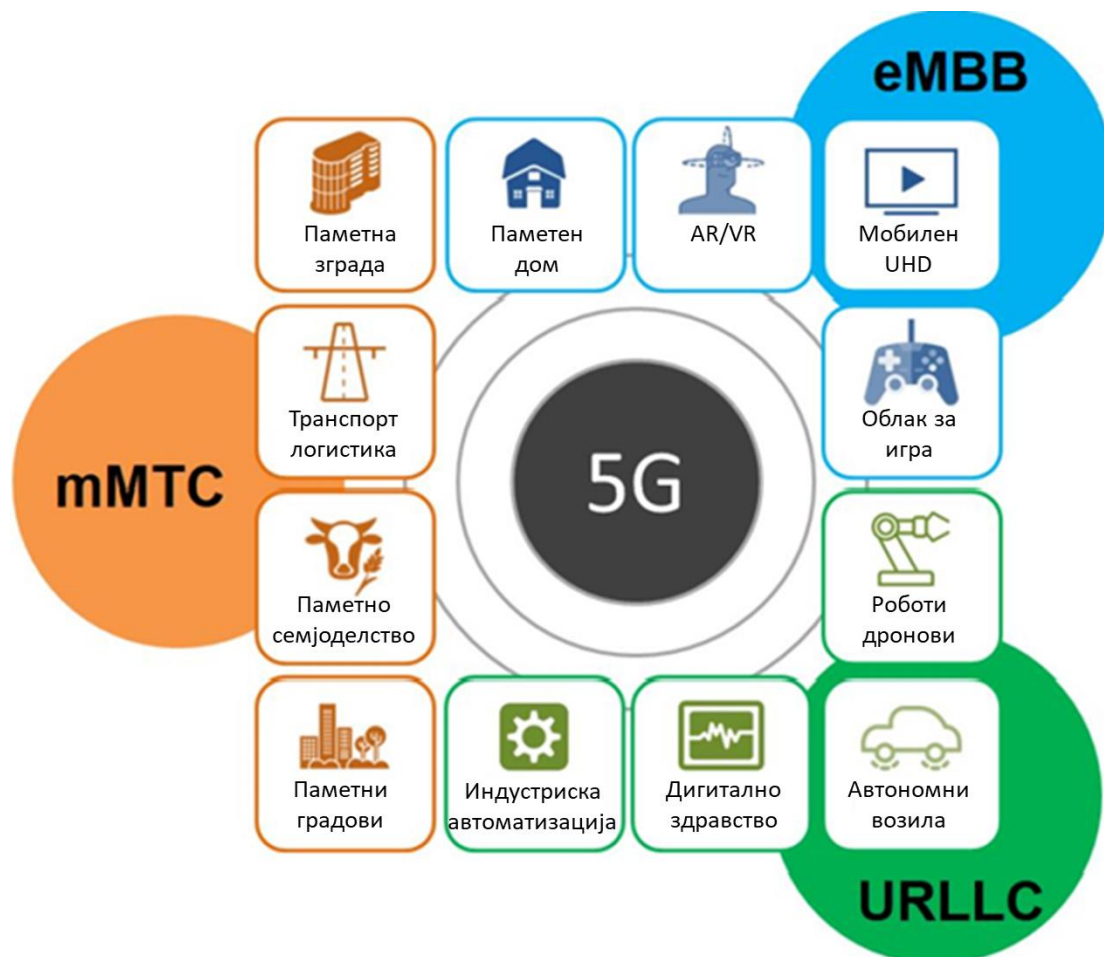 eMBB
Паметна
зграда
Паметен
дом
AR/VR
Мобилен
UHD
Транспорт
логистика
Облак за
игра
mMTC
5G
Паметно
семјоделство
Роботи
дронови
Паметни
градови
Индустриска
автоматизација
Дигитално
здравство
Автономни
возила
URLLC